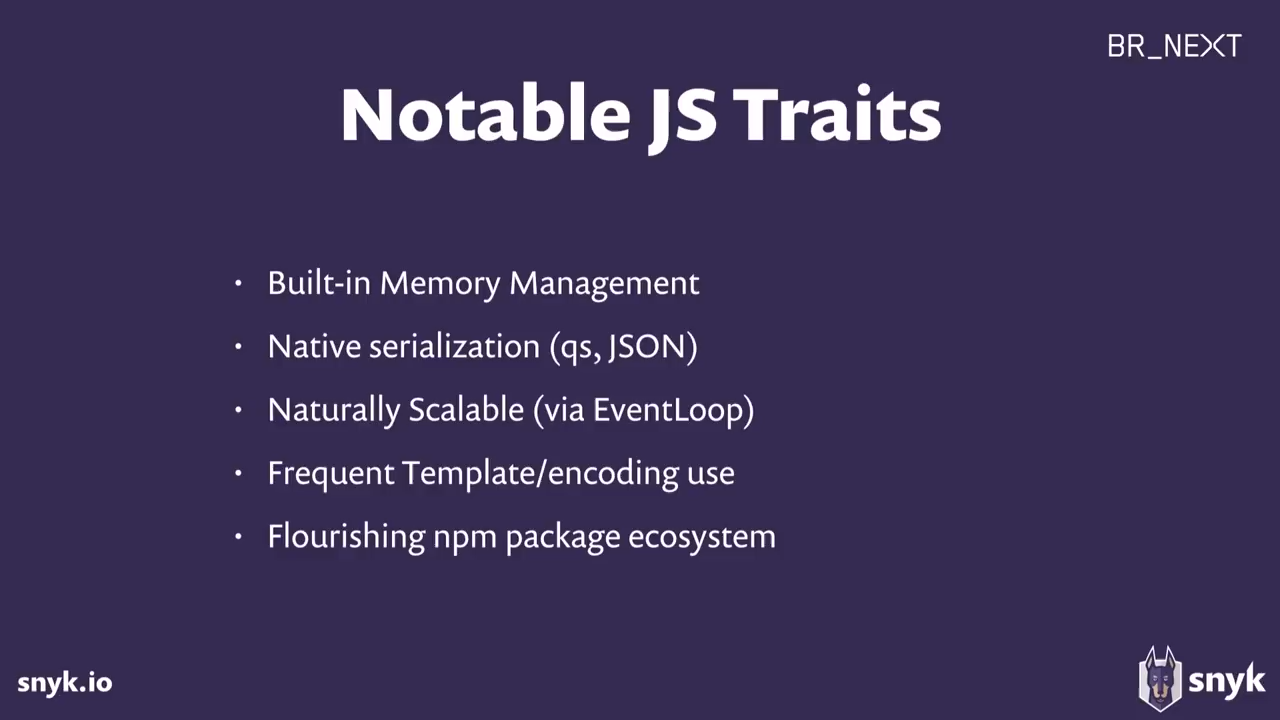 BR_NEXT
Notable JS Traits
• Built-in Memory Management
• Native serialization (qs, JSON)
• Naturally Scalable (via EventLoop)
• Frequent Template/encoding use
• Flourishing npm package ecosystem
snyk.io
snyk